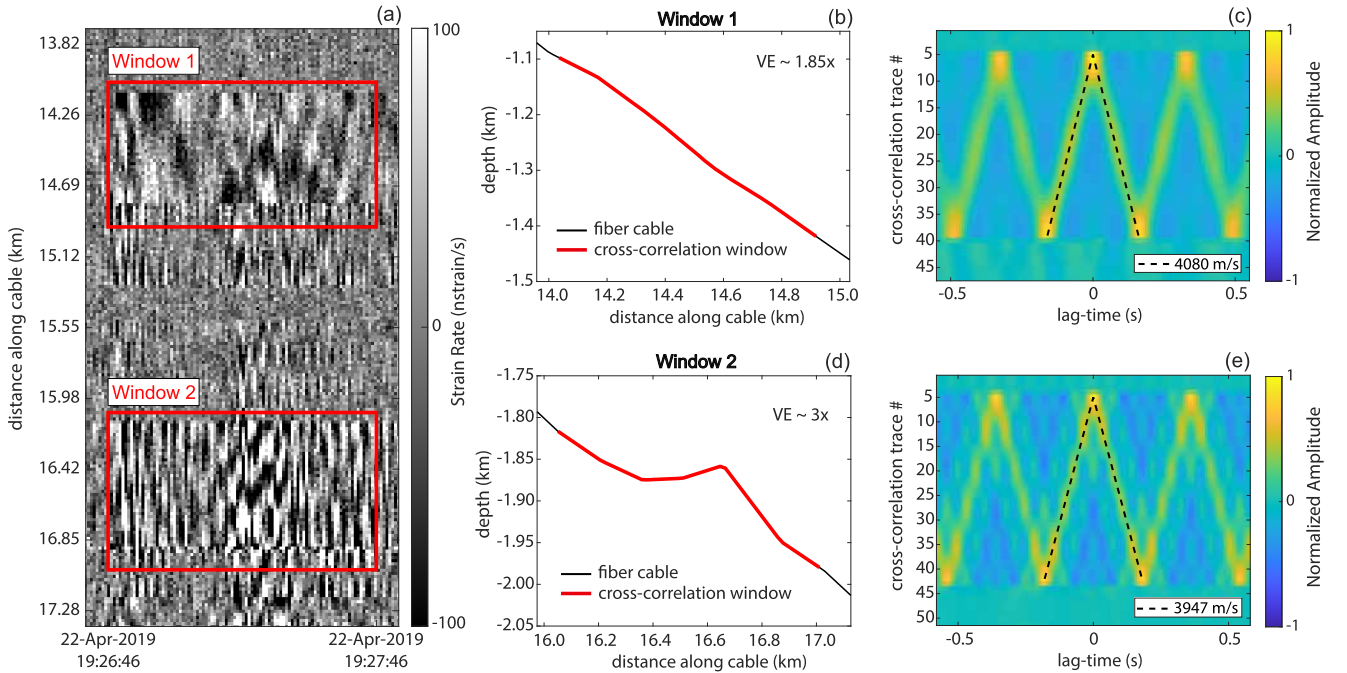 (a)
13.82
14.26
14.69
15.12
15.55
15.98
16.42
16.85
17.28
distance along cable (km)
Window 1
Window 2
22-Apr-2019
19:26:46
22-Apr-2019
19:27:46
100
0
-100
Strain Rate (nstrain/s)
Window 1
(b)
VE ~ 1.85x
-1.1
-1.2
-1.3
-1.4
-1.5
depth (km)
fiber cable
cross-correlation window
14.0
14.2
14.4
14.6
14.8
15.0
distance along cable (km)
(c)
5
10
15
20
25
30
35
40
45
cross-correlation trace #
4080 m/s
-0.5
0
0.5
lag-time (s)
1
0
-1
Normalized Amplitude
Window 2
(d)
VE ~ 3x
-1.75
-1.80
-1.85
-1.90
-1.95
-2.00
-2.05
depth (km)
fiber cable
cross-correlation window
16.0
16.2
16.4
16.6
16.8
17.0
distance along cable (km)
(e)
5
10
15
20
25
30
35
40
45
50
cross-correlation trace #
3947 m/s
-0.5
0
0.5
lag-time (s)
1
0
-1
Normalized Amplitude